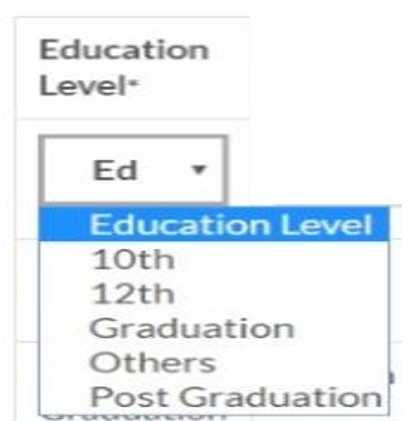 Education
Level*
Ed
Education Level
10th
12th
Graduation
Others
Post Graduation